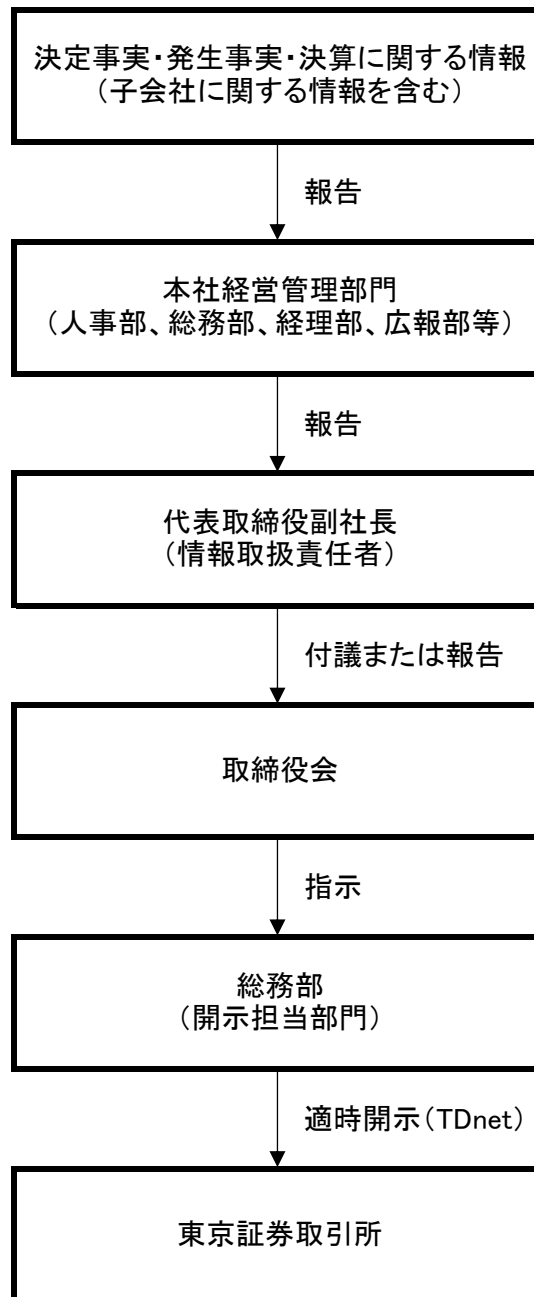 決定事実・発生事実・決算に関する情報
（子会社に関する情報を含む）
報告
本社経営管理部門
（人事部、総務部、経理部、広報部等）
報告
代表取締役副社長
（情報取扱責任者）
付議または報告
取締役会
指示
総務部
（開示担当部門）
適時開示（TDnet）
東京証券取引所